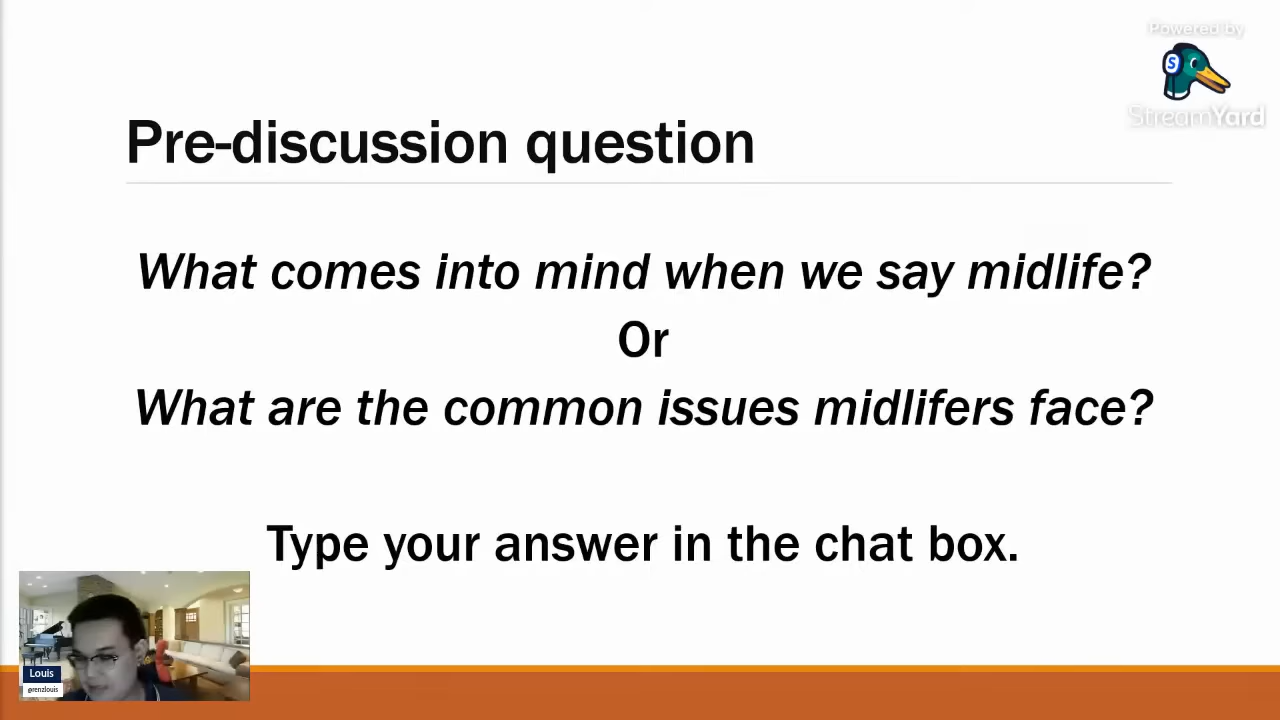 Powered by
S
StreamYard
Pre-discussion question
What comes into mind when we say midlife?
Or
What are the common issues midlifers face?
Type your answer in the chat box.
Louis
@renzlouis